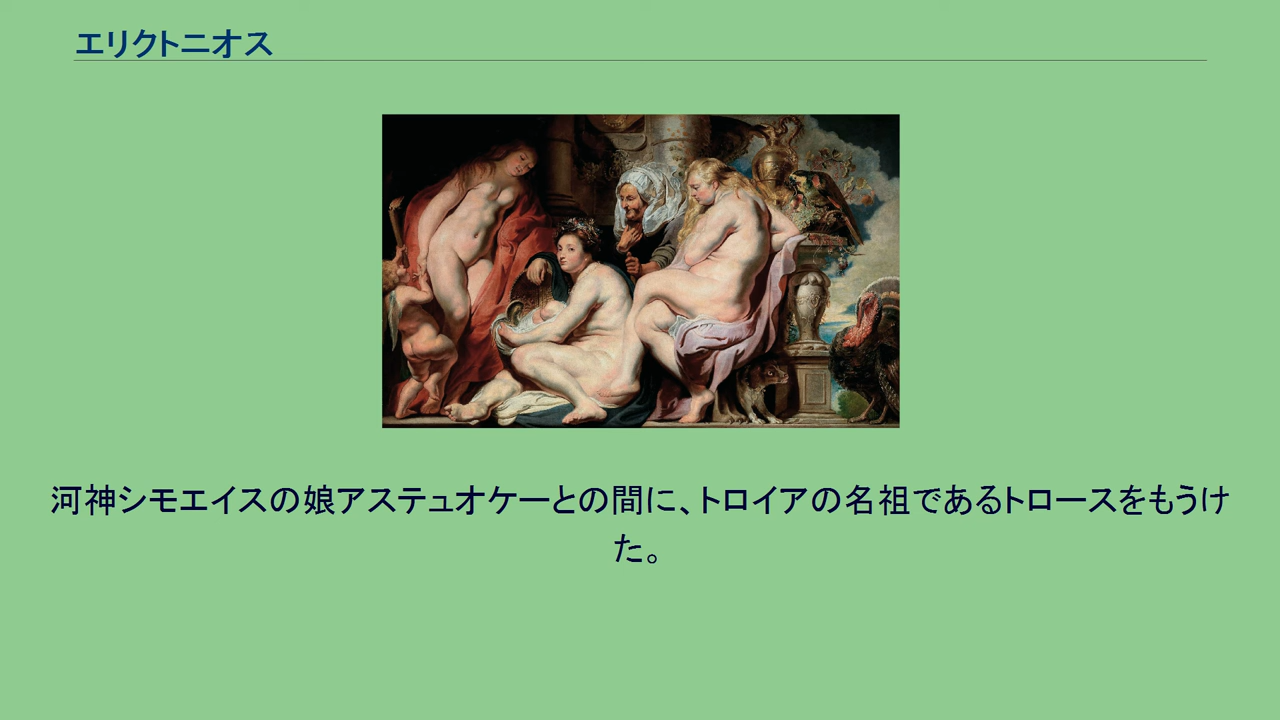 エリクトニオス
河神シモエイスの娘アステュオケーとの間に、トロイアの名祖であるトロースをもうけ
た。